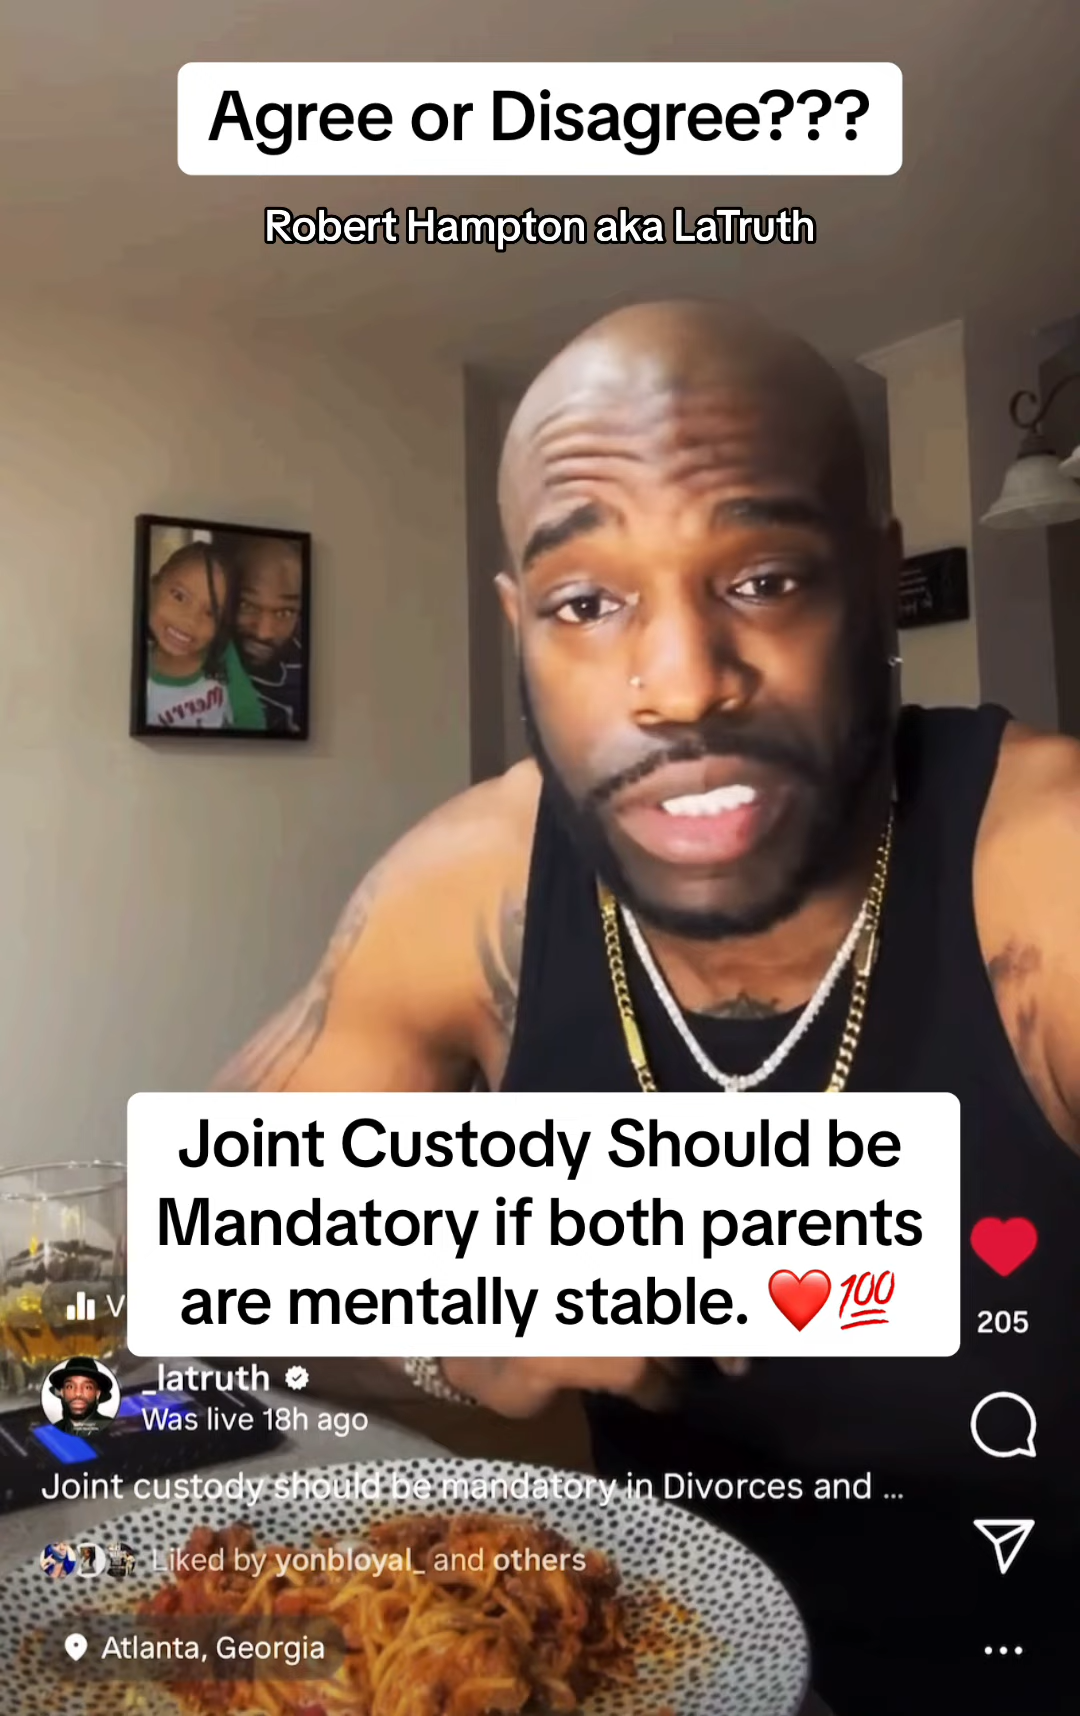 Agree or Disagree???
Robert Hampton aka LaTruth
Merry
Joint Custody Should be
Mandatory if both parents
are mentally stable. ❤️💯
V
205
_latruth
Was live 18h ago
Joint custody should be mandatory in Divorces and ...
Liked by yonbloyal_ and others
Atlanta, Georgia